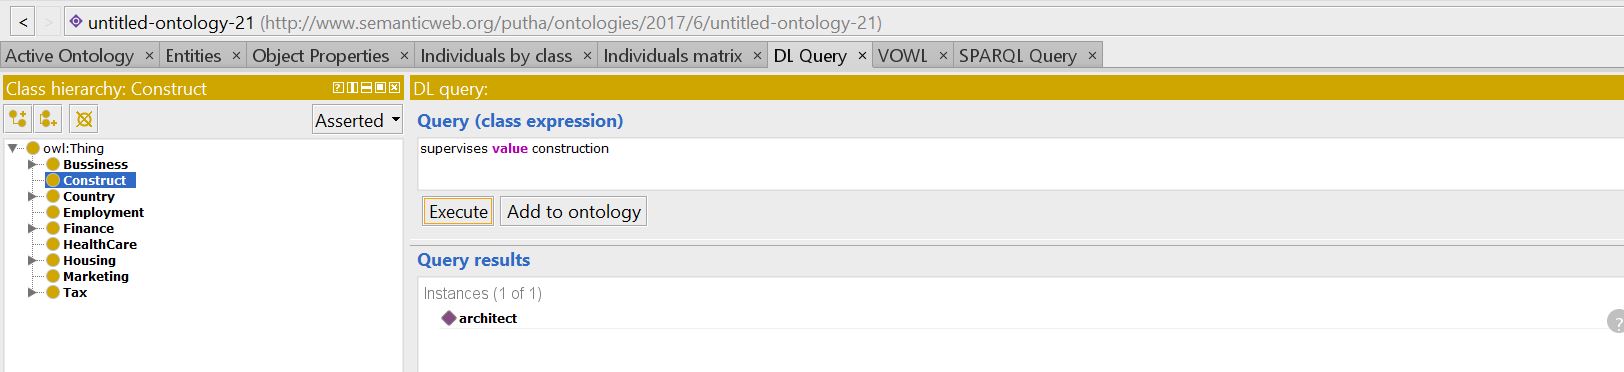 < > untitled-ontology-21 (http://www.semanticweb.org/putha/ontologies/2017/6/untitled-ontology-21)
Active Ontology × Entities × Object Properties × Individuals by class × Individuals matrix × DL Query × VOWL × SPARQL Query ×
Class hierarchy: Construct
DL query:
Asserted
owl:Thing
Bussiness
Construct
Country
Employment
Finance
HealthCare
Housing
Marketing
Tax
Query (class expression)
supervises value construction
Execute Add to ontology
Query results
Instances (1 of 1)
architect
?